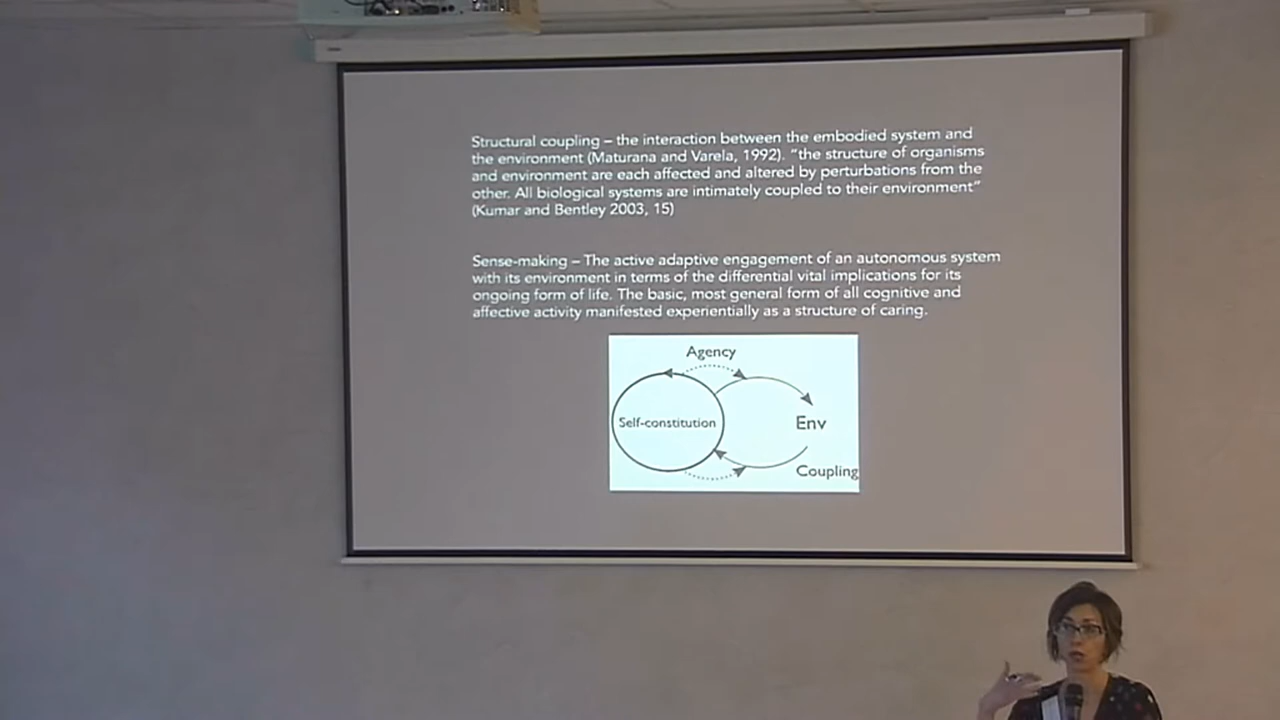 Structural coupling – the interaction between the embodied system and
the environment (Maturana and Varela, 1992). “the structure of organisms
and environment are each affected and altered by perturbations from the
other. All biological systems are intimately coupled to their environment”
(Kumar and Bentley 2003, 15)
Sense-making – The active adaptive engagement of an autonomous system
with its environment in terms of the differential vital implications for its
ongoing form of life. The basic, most general form of all cognitive and
affective activity manifested experientially as a structure of caring.
Agency
Self-constitution
Env
Coupling